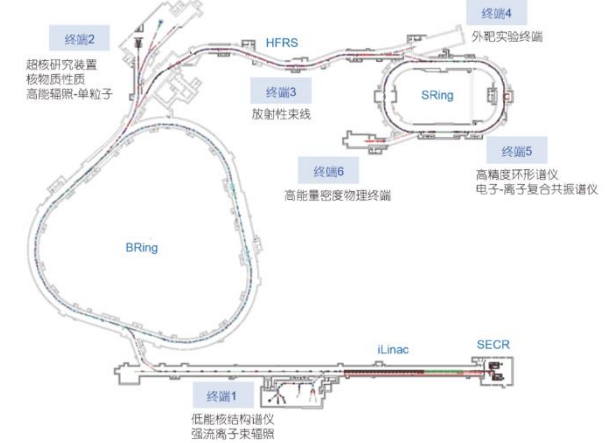 终端4
外靶实验终端
终端2
HFRS
超核研究装置
核物质性质
高能辐照-单粒子
终端3
放射性束线
SRing
终端5
高精度环形谱仪
电子-离子复合共振谱仪
终端6
高能量密度物理终端
BRing
iLinac
SECR
终端1
低能核结构谱仪
强流离子束辐照